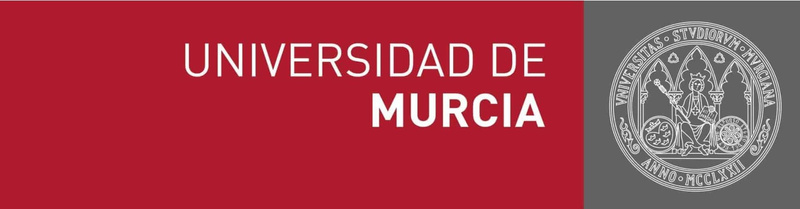 UNIVERSIDAD DE
MURCIA
VNIVERSITAS · STVDIORVM · MVRCIANA
ANNO · MCCLXXII